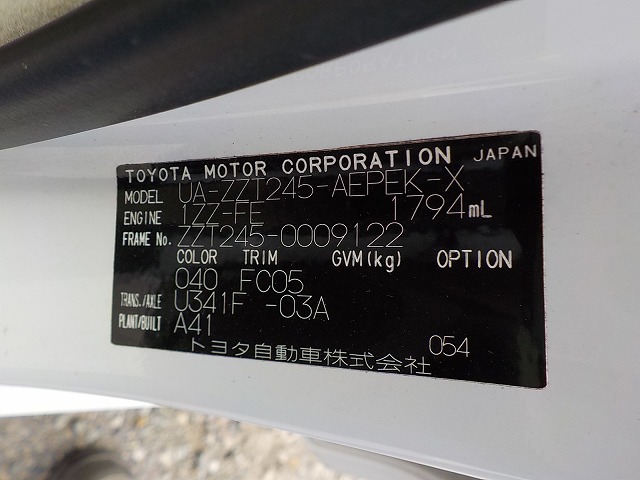 TOYOTA MOTOR CORPORATION JAPAN
MODEL UA-ZZT245-AEPEK-X
ENGINE 1ZZ-FE 1794mL
FRAME No. ZZT245-0009122
COLOR TRIM GVM(kg) OPTION
040 FC05
TRANS./AXLE U341F -03A
PLANT/BUILT A41
トヨタ自動車株式会社 054